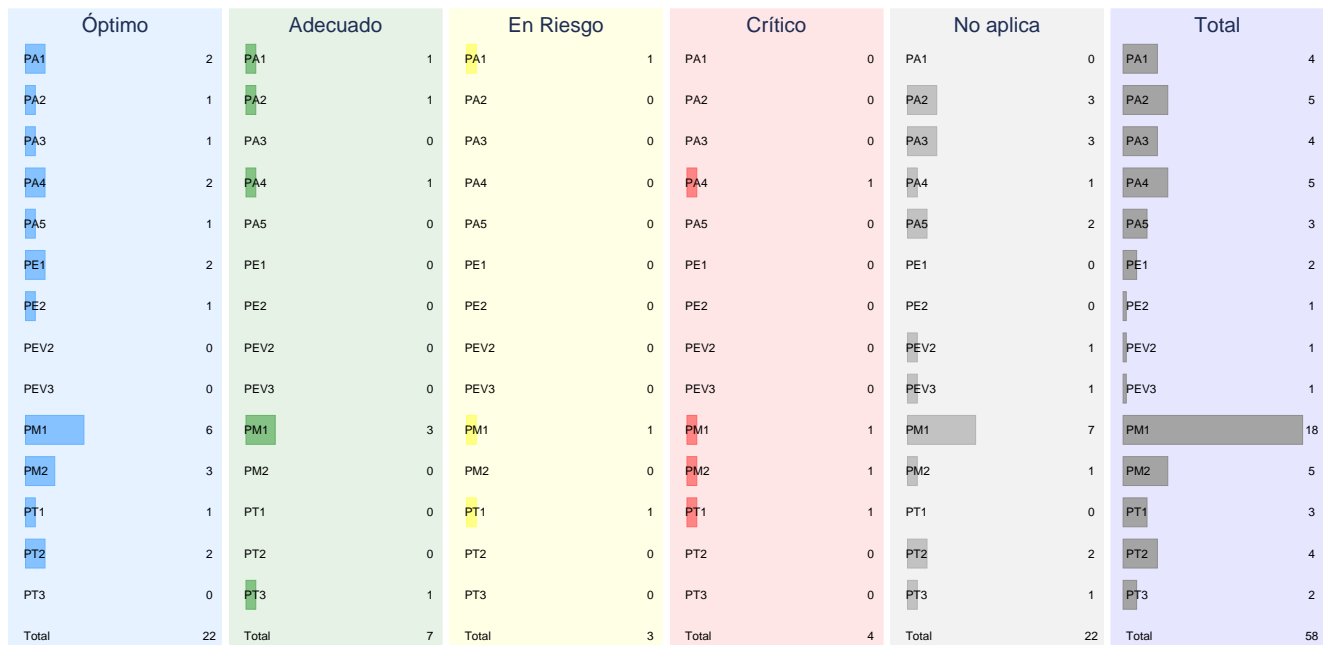 Óptimo Adecuado En Riesgo Crítico No aplica Total
PA1 2 PA1 1 PA1 1 PA1 0 PA1 0 PA1 4
PA2 1 PA2 1 PA2 0 PA2 0 PA2 3 PA2 5
PA3 1 PA3 0 PA3 0 PA3 0 PA3 3 PA3 4
PA4 2 PA4 1 PA4 0 PA4 1 PA4 1 PA4 5
PA5 1 PA5 0 PA5 0 PA5 0 PA5 2 PA5 3
PE1 2 PE1 0 PE1 0 PE1 0 PE1 0 PE1 2
PE2 1 PE2 0 PE2 0 PE2 0 PE2 0 PE2 1
PEV2 0 PEV2 0 PEV2 0 PEV2 0 PEV2 1 PEV2 1
PEV3 0 PEV3 0 PEV3 0 PEV3 0 PEV3 1 PEV3 1
PM1 6 PM1 3 PM1 1 PM1 1 PM1 7 PM1 18
PM2 3 PM2 0 PM2 0 PM2 1 PM2 1 PM2 5
PT1 1 PT1 0 PT1 1 PT1 1 PT1 0 PT1 3
PT2 2 PT2 0 PT2 0 PT2 0 PT2 2 PT2 4
PT3 0 PT3 1 PT3 0 PT3 0 PT3 1 PT3 2
Total 22 Total 7 Total 3 Total 4 Total 22 Total 58